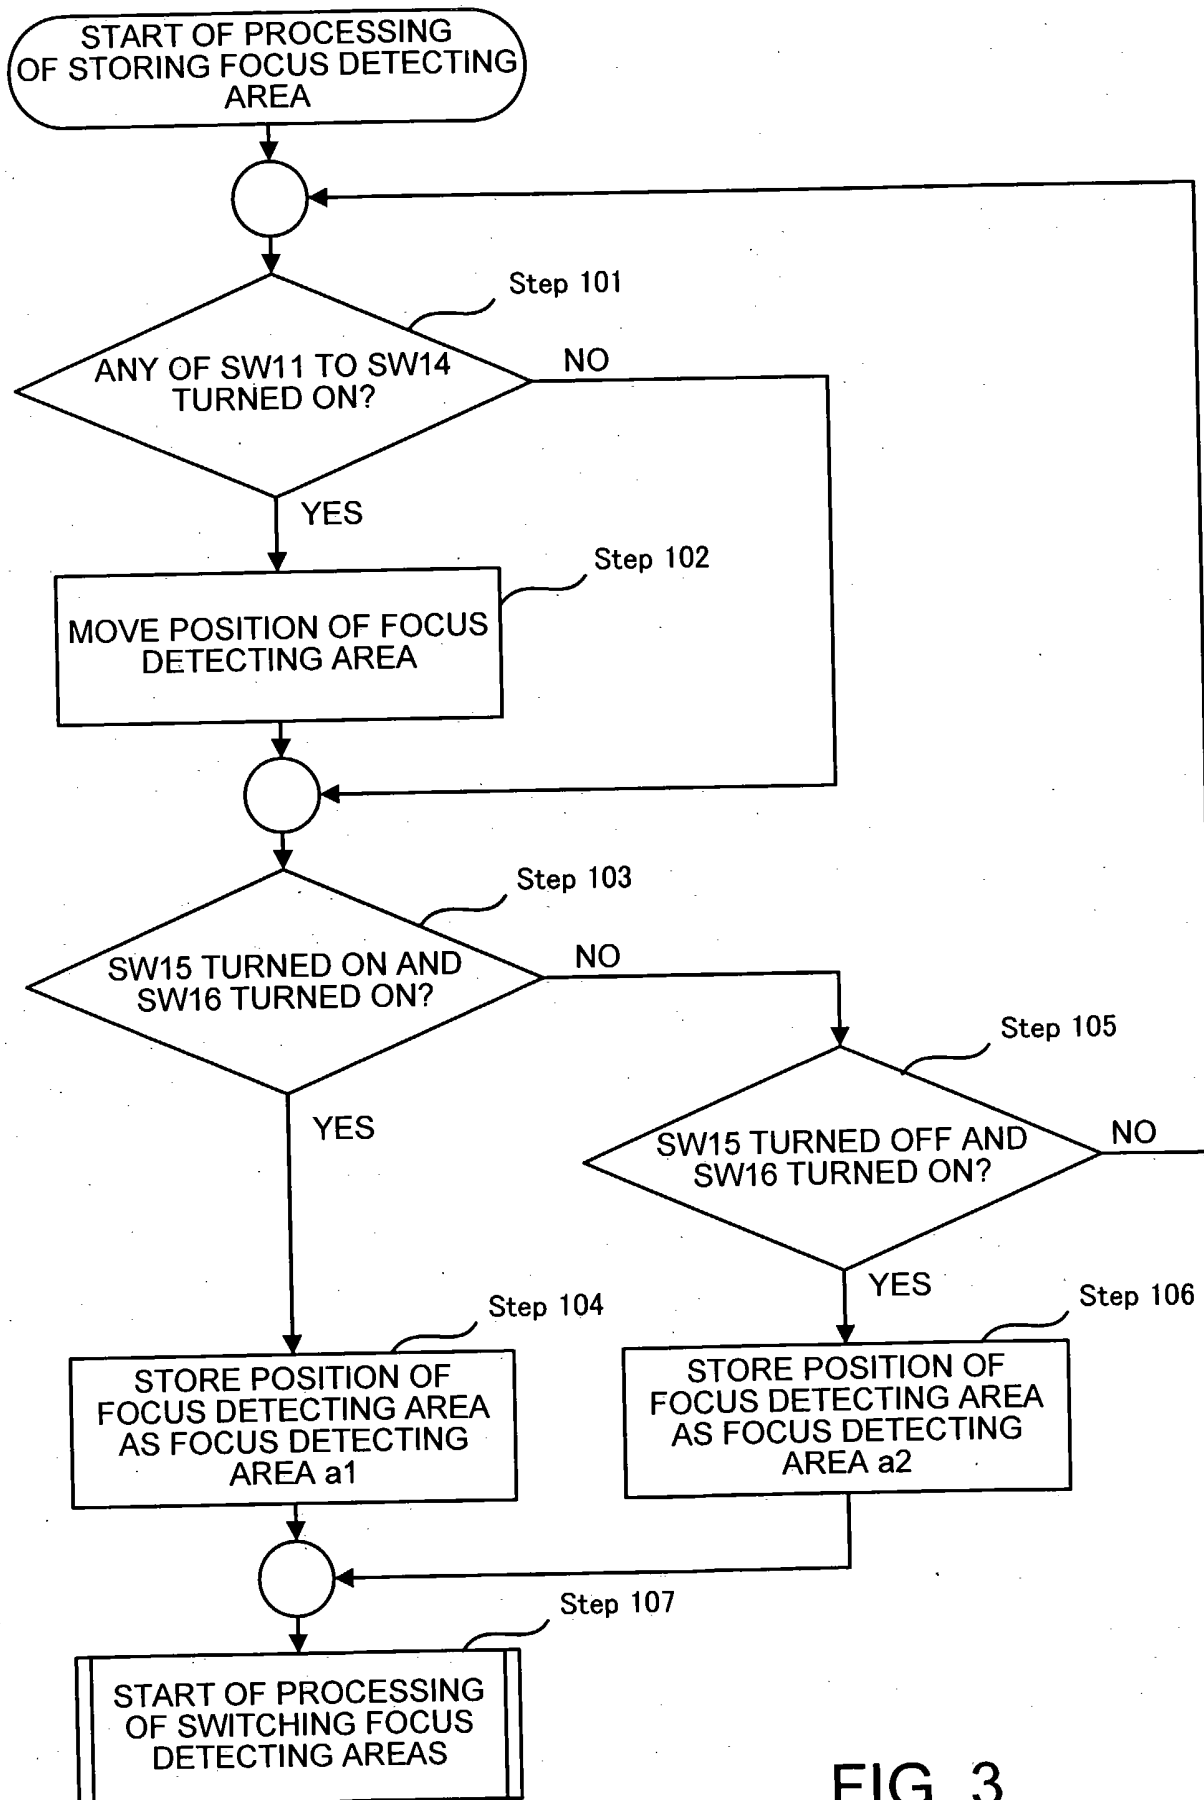 START OF PROCESSING
OF STORING FOCUS DETECTING
AREA
Step 101
ANY OF SW11 TO SW14
TURNED ON?
NO
YES
Step 102
MOVE POSITION OF FOCUS
DETECTING AREA
Step 103
SW15 TURNED ON AND
SW16 TURNED ON?
NO
YES
Step 105
SW15 TURNED OFF AND
SW16 TURNED ON?
NO
YES
Step 104
STORE POSITION OF
FOCUS DETECTING AREA
AS FOCUS DETECTING
AREA a1
Step 106
STORE POSITION OF
FOCUS DETECTING AREA
AS FOCUS DETECTING
AREA a2
Step 107
START OF PROCESSING
OF SWITCHING FOCUS
DETECTING AREAS
FIG. 3